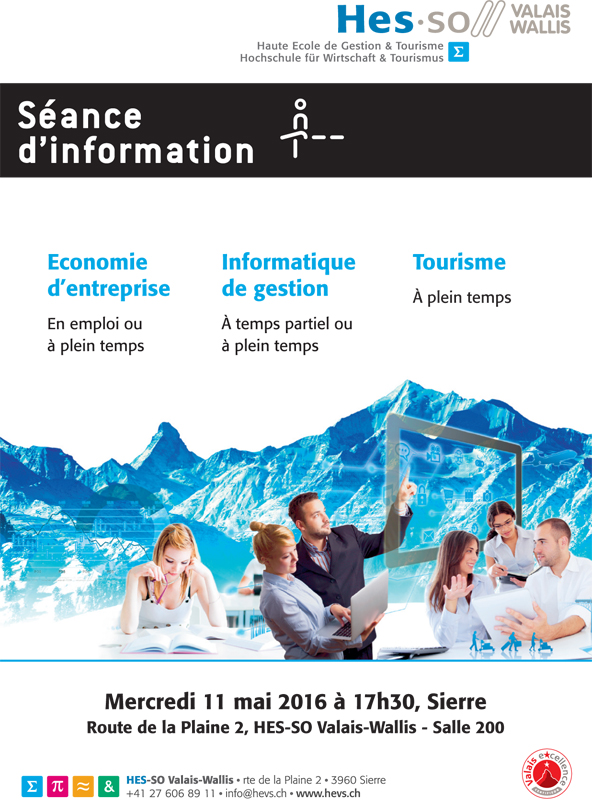 Hes·so VALAIS
WALLIS
Haute Ecole de Gestion & Tourisme
Hochschule für Wirtschaft & Tourismus Σ
Séance
d'information
Economie
d'entreprise
En emploi ou
à plein temps
Informatique
de gestion
À temps partiel ou
à plein temps
Tourisme
À plein temps
Mercredi 11 mai 2016 à 17h30, Sierre
Route de la Plaine 2, HES-SO Valais-Wallis - Salle 200
Σ π ≈ &
HES-SO Valais-Wallis • rte de la Plaine 2 • 3960 Sierre
+41 27 606 89 11 • info@hevs.ch • www.hevs.ch
Valais excellence